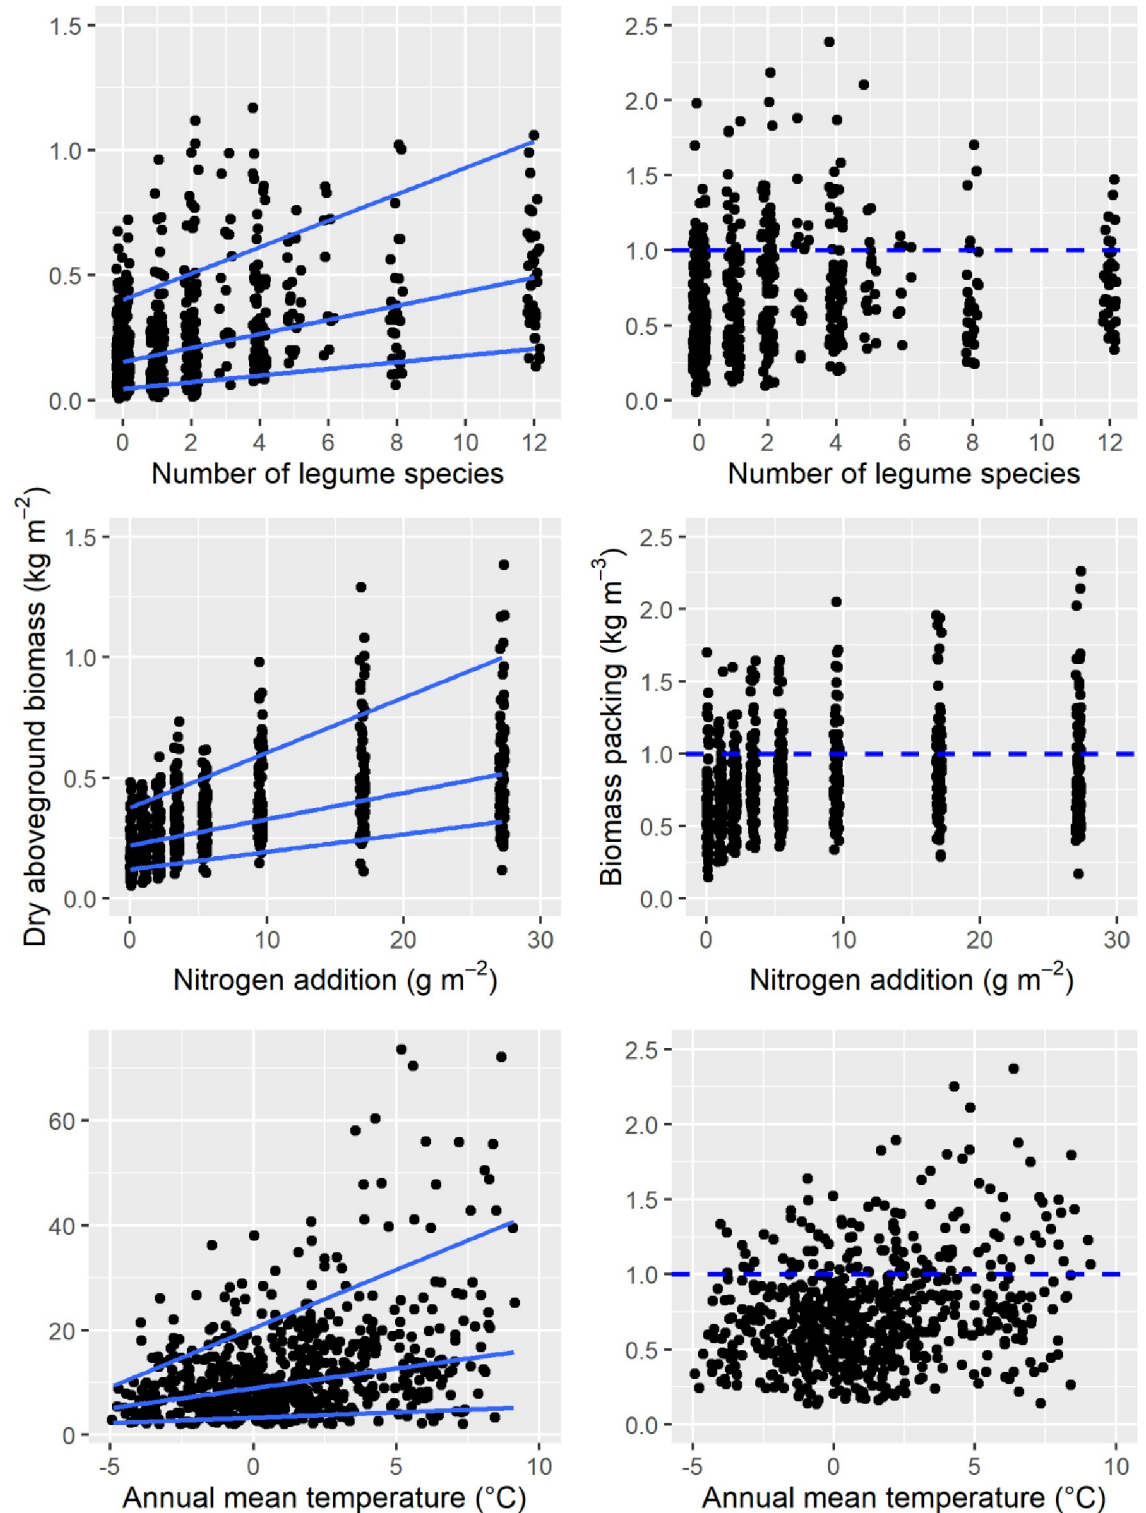 1.5
1.0
0.5
0.0
0 2 4 6 8 10 12
Number of legume species
2.5
2.0
1.5
1.0
0.5
0.0
0 2 4 6 8 10 12
Number of legume species
Dry aboveground biomass (kg m⁻²)
1.5
1.0
0.5
0.0
0 10 20 30
Nitrogen addition (g m⁻²)
Biomass packing (kg m⁻³)
2.5
2.0
1.5
1.0
0.5
0.0
0 10 20 30
Nitrogen addition (g m⁻²)
60
40
20
0
-5 0 5 10
Annual mean temperature (°C)
2.5
2.0
1.5
1.0
0.5
0.0
-5 0 5 10
Annual mean temperature (°C)